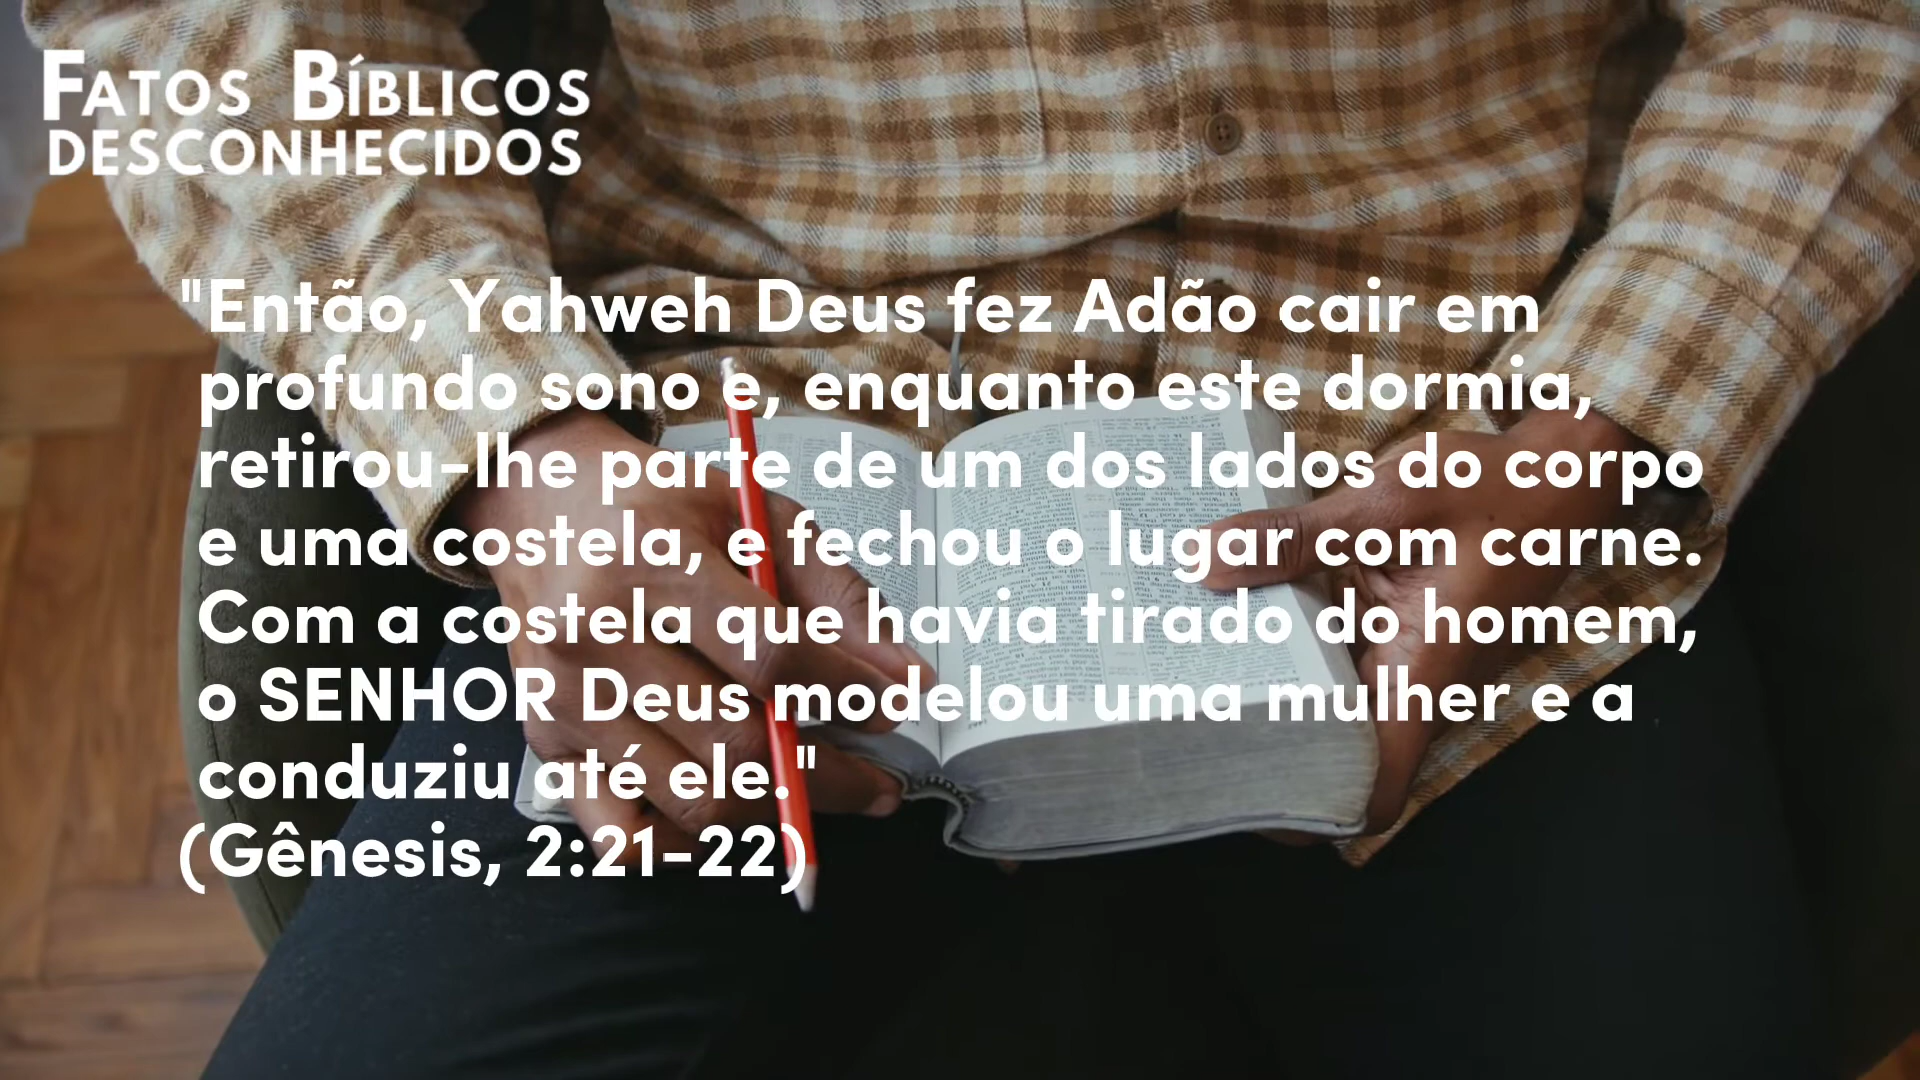 FATOS BÍBLICOS
DESCONHECIDOS
"Então, Yahweh Deus fez Adão cair em
profundo sono e, enquanto este dormia,
retirou-lhe parte de um dos lados do corpo
e uma costela, e fechou o lugar com carne.
Com a costela que havia tirado do homem,
o SENHOR Deus modelou uma mulher e a
conduziu até ele."
(Gênesis, 2:21-22)